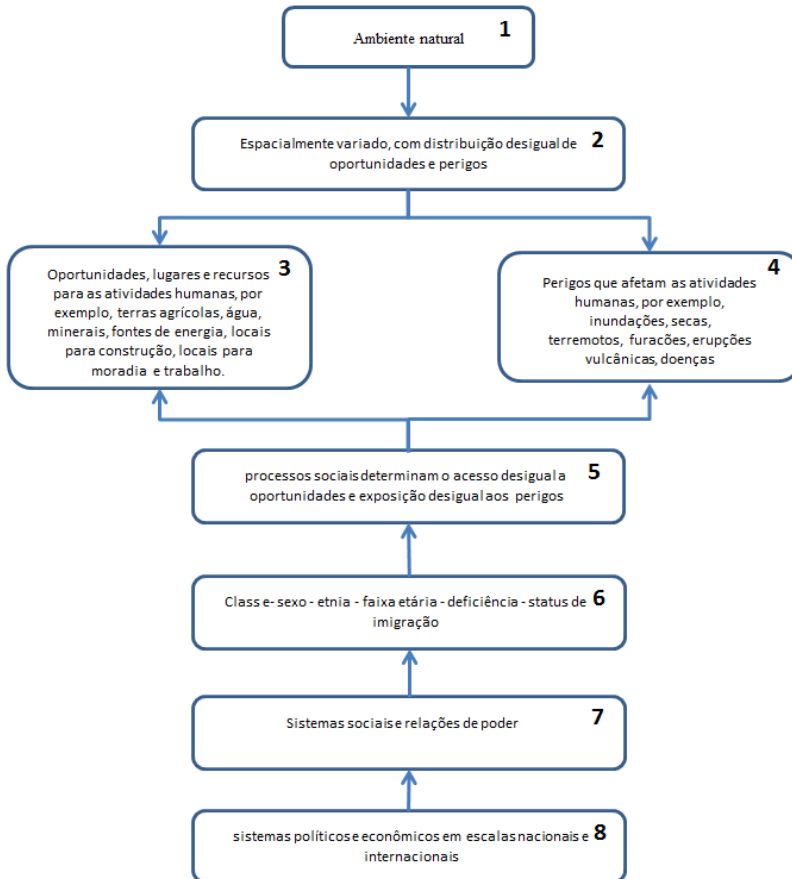 Ambiente natural 1
Espacialmente variado, com distribuição desigual de 2
oportunidades e perigos
Oportunidades, lugares e recursos 3
para as atividades humanas, por
exemplo, terras agrícolas, água,
minerais, fontes de energia, locais
para construção, locais para
moradia e trabalho.
4
Perigos que afetam as atividades
humanas, por exemplo,
inundações, secas,
terremotos, furacões, erupções
vulcânicas, doenças
processos sociais determinam o acesso desigual a 5
oportunidades e exposição desigual aos perigos
Class e- sexo - etnia - faixa etária - deficiência - status de 6
imigração
Sistemas sociais e relações de poder 7
sistemas políticos e econômicos em escalas nacionais e 8
internacionais